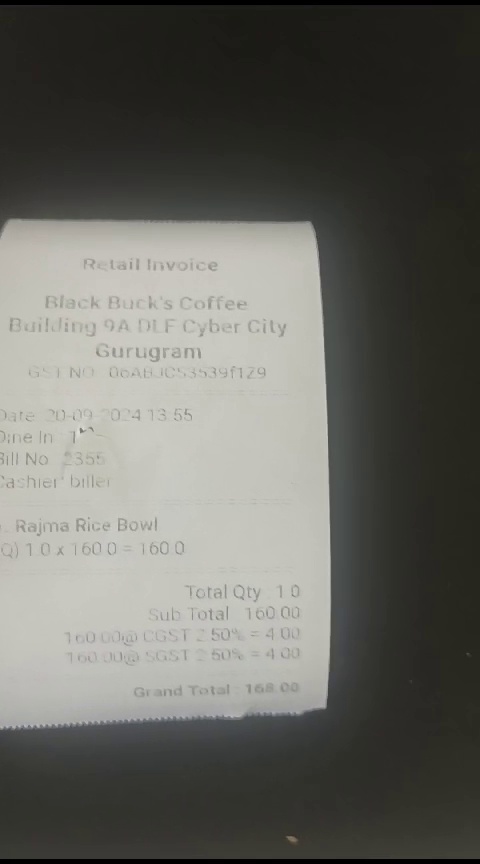 Retail Invoice
Black Buck's Coffee
Building 9A DLF Cyber City
Gurugram
GST NO
Date: 20-09-2024 13:55
Dine In : 1
Bill No : 2355
Cashier: biller
Rajma Rice Bowl
(Q) 1.0 x 160.0 = 160.0
Total Qty : 1.0
Sub Total : 160.00
160.00@ CGST 2.50% = 4.00
160.00@ SGST 2.50% = 4.00
Grand Total : 168.00